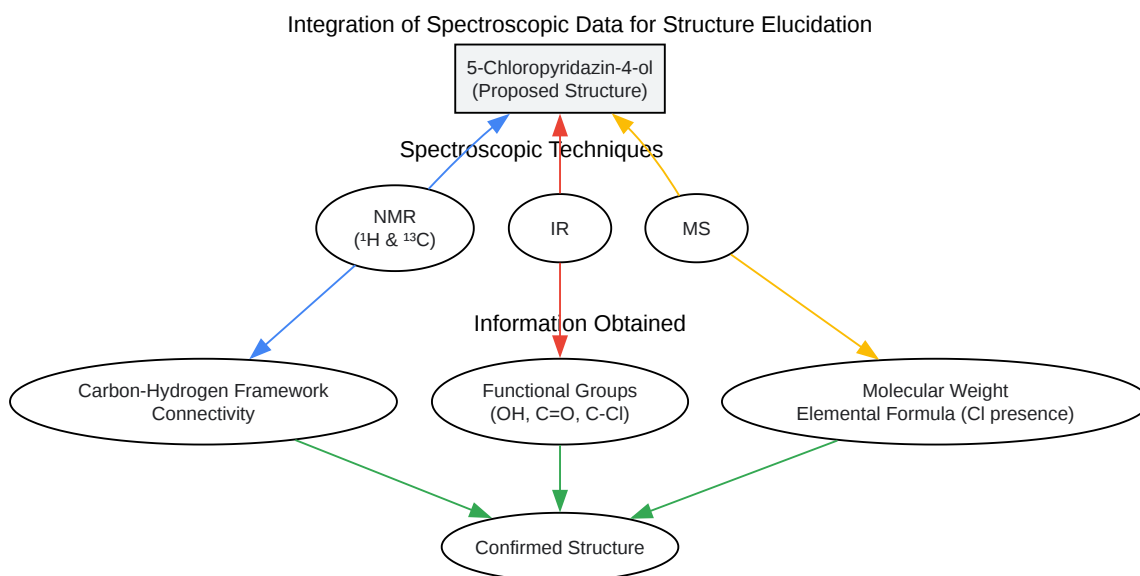 Integration of Spectroscopic Data for Structure Elucidation
5-Chloropyridazin-4-ol
(Proposed Structure)
Spectroscopic Techniques
NMR
(¹H & ¹³C)
IR
MS
Information Obtained
Carbon-Hydrogen Framework
Connectivity
Functional Groups
(OH, C=O, C-Cl)
Molecular Weight
Elemental Formula (Cl presence)
Confirmed Structure